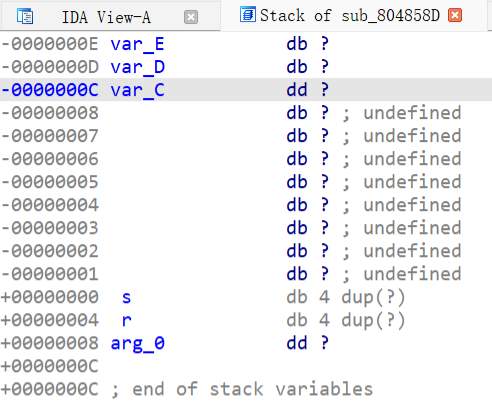 IDA View-A
Stack of sub_804858D
-0000000E var_E db ?
-0000000D var_D db ?
-0000000C var_C dd ?
-00000008 db ? ; undefined
-00000007 db ? ; undefined
-00000006 db ? ; undefined
-00000005 db ? ; undefined
-00000004 db ? ; undefined
-00000003 db ? ; undefined
-00000002 db ? ; undefined
-00000001 db ? ; undefined
+00000000 s db 4 dup(?)
+00000004 r db 4 dup(?)
+00000008 arg_0 dd ?
+0000000C
+0000000C ; end of stack variables